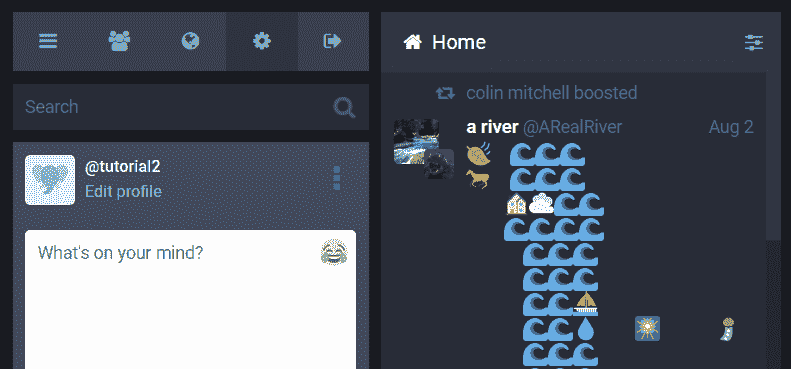 Home
Search
colin mitchell boosted
a river @ARealRiver Aug 2
@tutorial2
Edit profile
What's on your mind?